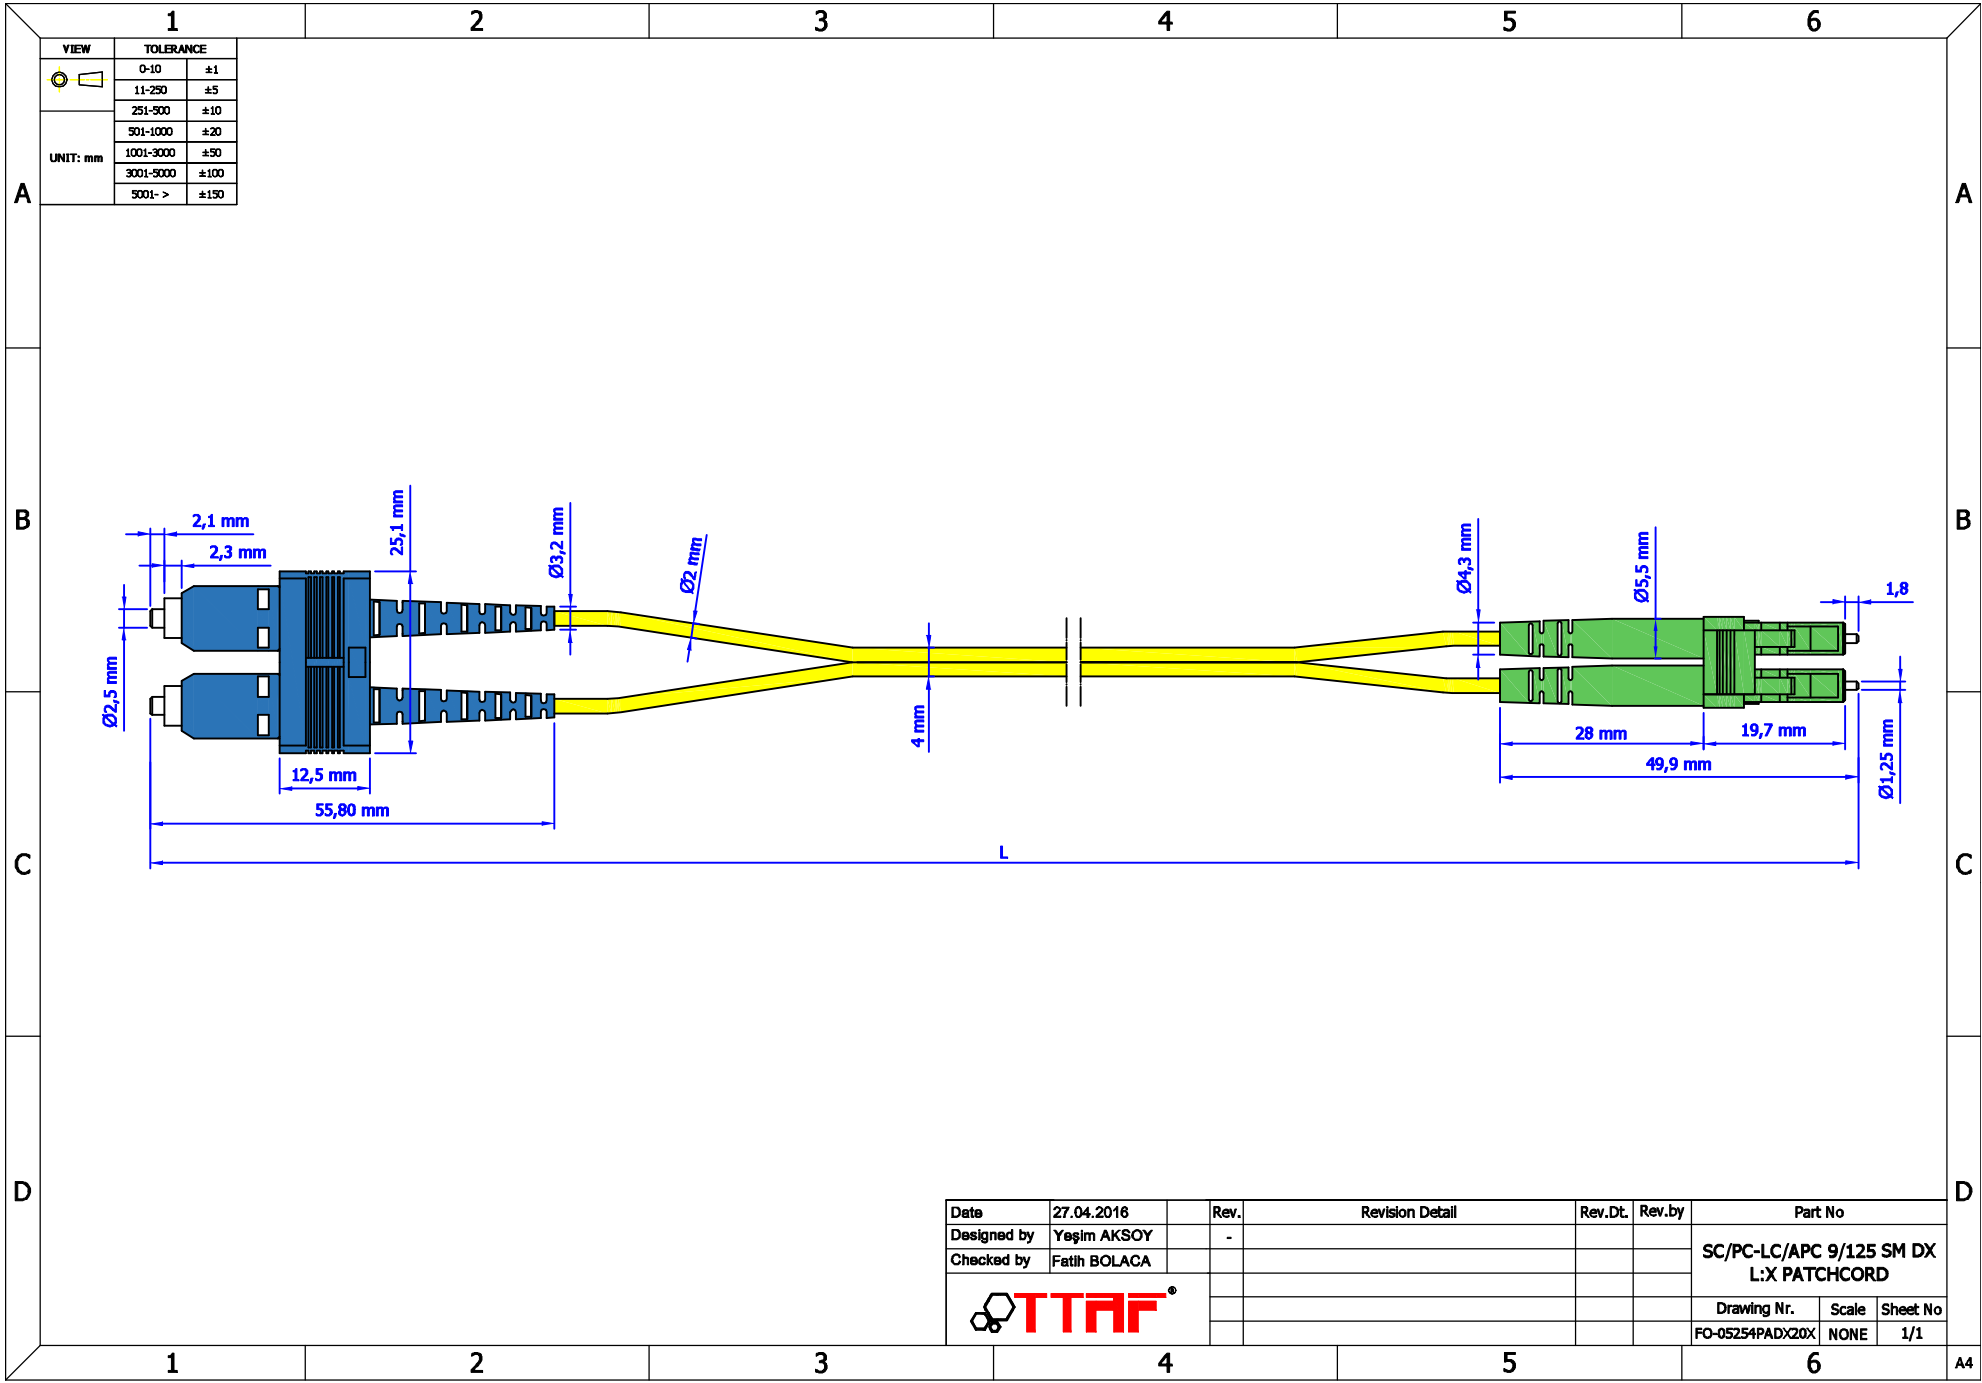 1 2 3 4 5 6
VIEW TOLERANCE
0-10 ±1
11-250 ±5
251-500 ±10
501-1000 ±20
UNIT: mm
1001-3000 ±50
3001-5000 ±100
5001- > ±150
A A
B B
2,1 mm
2,3 mm
25,1 mm
Ø3,2 mm
Ø2 mm
Ø4,3 mm
Ø5,5 mm
1,8
Ø2,5 mm
4 mm
28 mm
19,7 mm
49,9 mm
Ø1,25 mm
12,5 mm
55,80 mm
L
C C
D D
Date 27.04.2016 Rev. Revision Detail Rev.Dt. Rev.by Part No
Designed by Yeşim AKSOY -
Checked by Fatih BOLACA
SC/PC-LC/APC 9/125 SM DX
L:X PATCHCORD
TTAF®
Drawing Nr. Scale Sheet No
FO-05254PADX20X NONE 1/1
1 2 3 4 5 6 A4